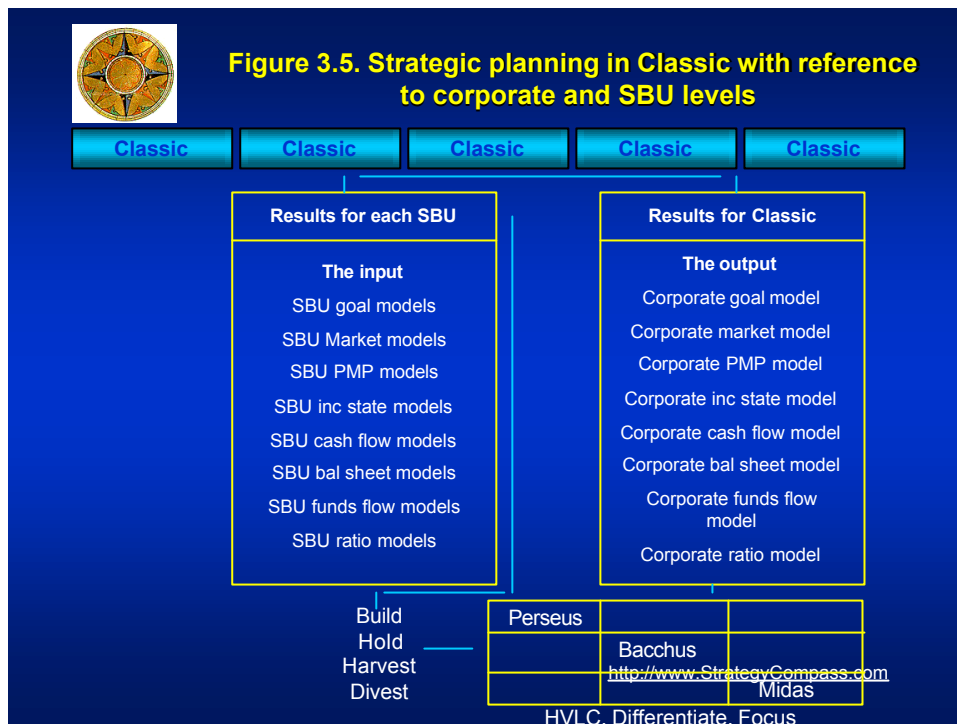 Figure 3.5. Strategic planning in Classic with reference
to corporate and SBU levels
Classic
Classic
Classic
Classic
Classic
Results for each SBU
The input
SBU goal models
SBU Market models
SBU PMP models
SBU inc state models
SBU cash flow models
SBU bal sheet models
SBU funds flow models
SBU ratio models
Results for Classic
The output
Corporate goal model
Corporate market model
Corporate PMP model
Corporate inc state model
Corporate cash flow model
Corporate bal sheet model
Corporate funds flow
model
Corporate ratio model
Build
Hold
Harvest
Divest
Perseus
Bacchus
http://www.StrategyCompass.com
Midas
HVLC, Differentiate, Focus